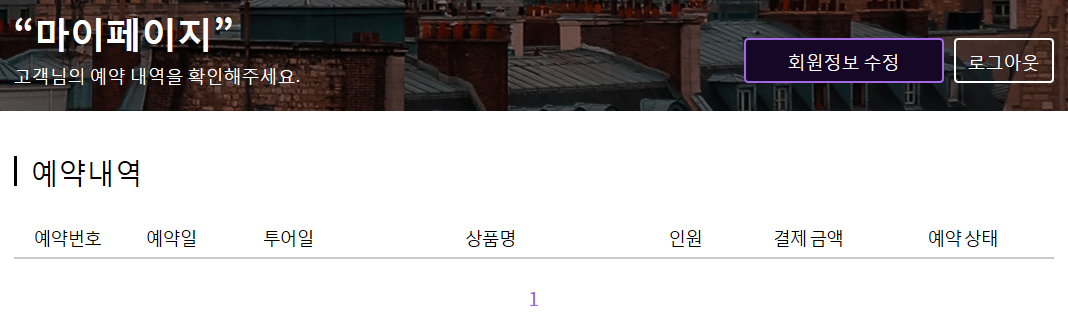 “마이페이지”
고객님의 예약 내역을 확인해주세요.
회원정보 수정 로그아웃
예약내역
예약번호 예약일 투어일 상품명 인원 결제 금액 예약 상태
1